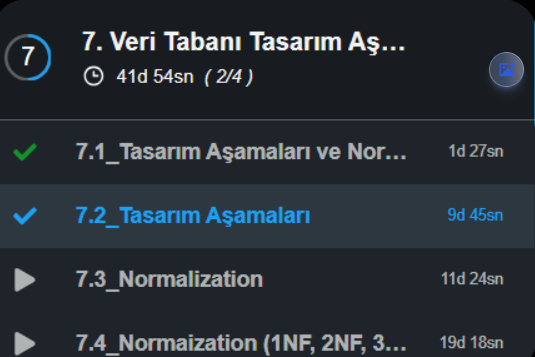 7
7. Veri Tabanı Tasarım Aş...
41d 54sn ( 2/4 )
7.1_Tasarım Aşamaları ve Nor... 1d 27sn
7.2_Tasarım Aşamaları 9d 45sn
7.3_Normalization 11d 24sn
7.4_Normaization (1NF, 2NF, 3... 19d 18sn